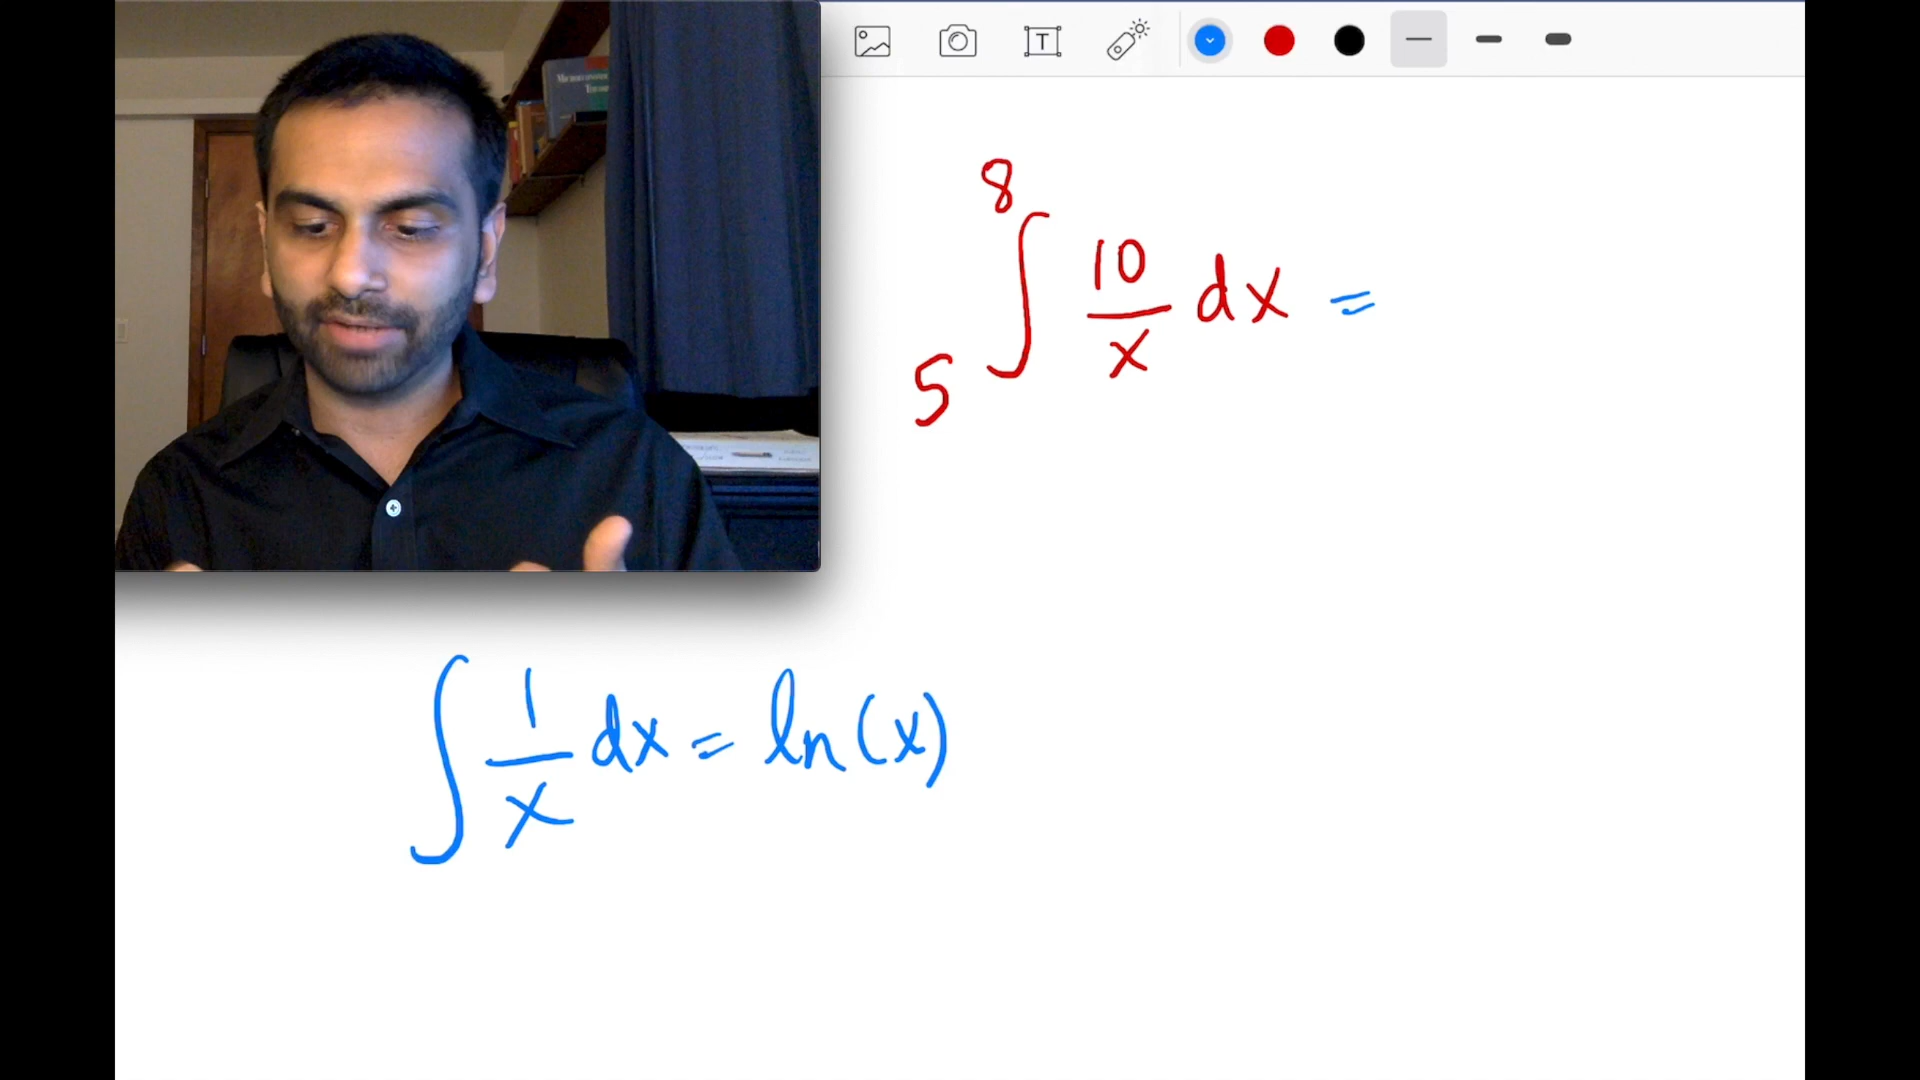 T
8
∫ 10/x dx =
5
∫ 1/x dx = ln(x)